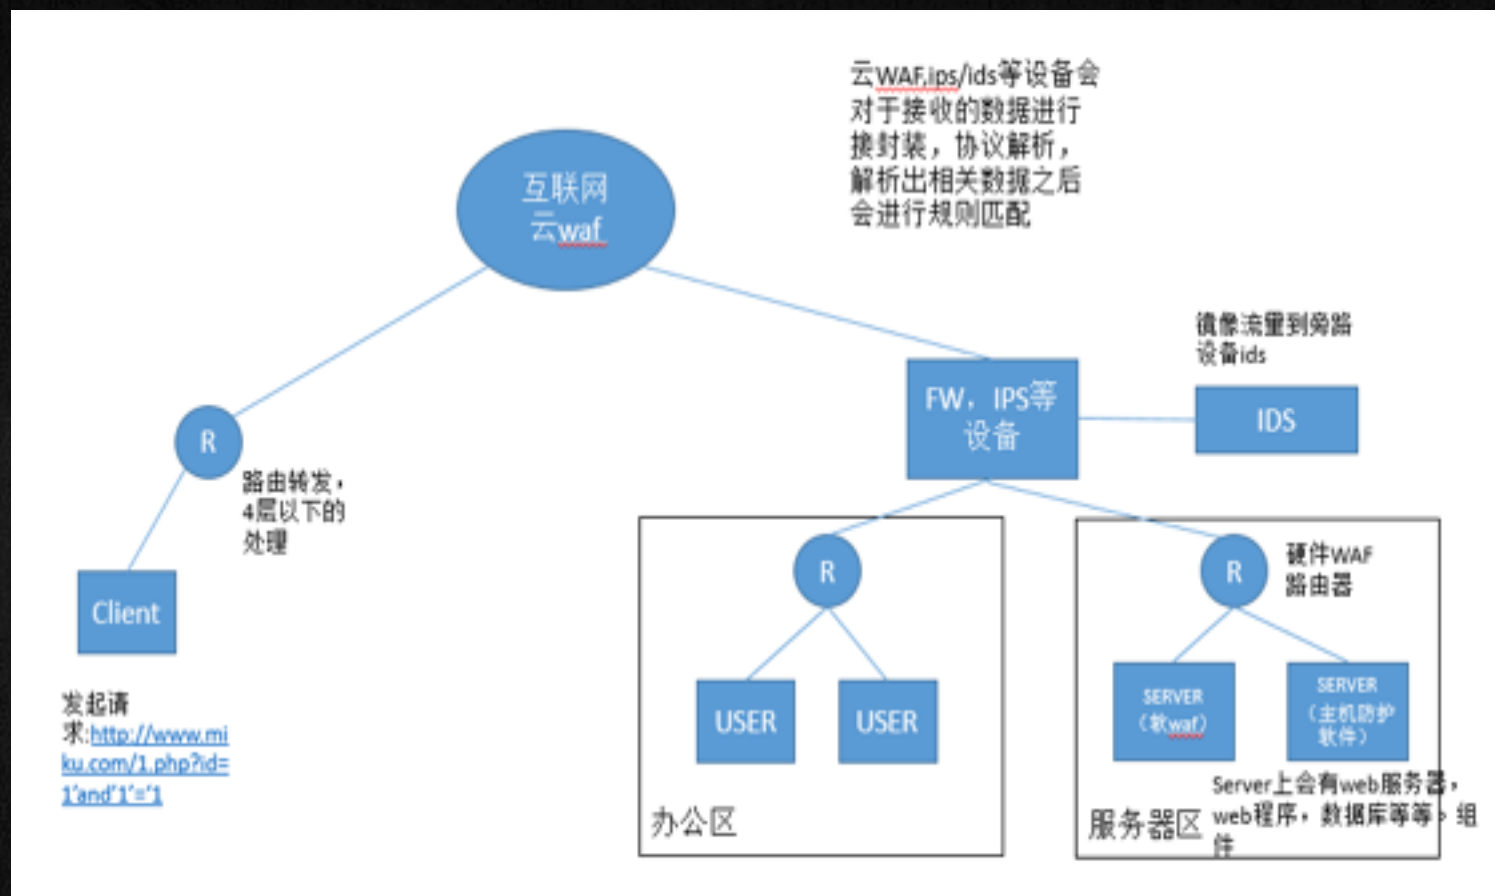 云WAF,ips/ids等设备会
对于接收的数据进行
接封装，协议解析，
解析出相关数据之后
会进行规则匹配
互联网
云waf
镜像流量到旁路
设备ids
FW，IPS等
设备
IDS
R
路由转发，
4层以下的
处理
Client
发起请
求:http://www.mi
ku.com/1.php?id=
1'and'1'='1
R
USER
USER
办公区
R
硬件WAF
路由器
SERVER
（软waf）
SERVER
（主机防护
软件）
Server上会有web服务器，
web程序，数据库等等。组
件
服务器区